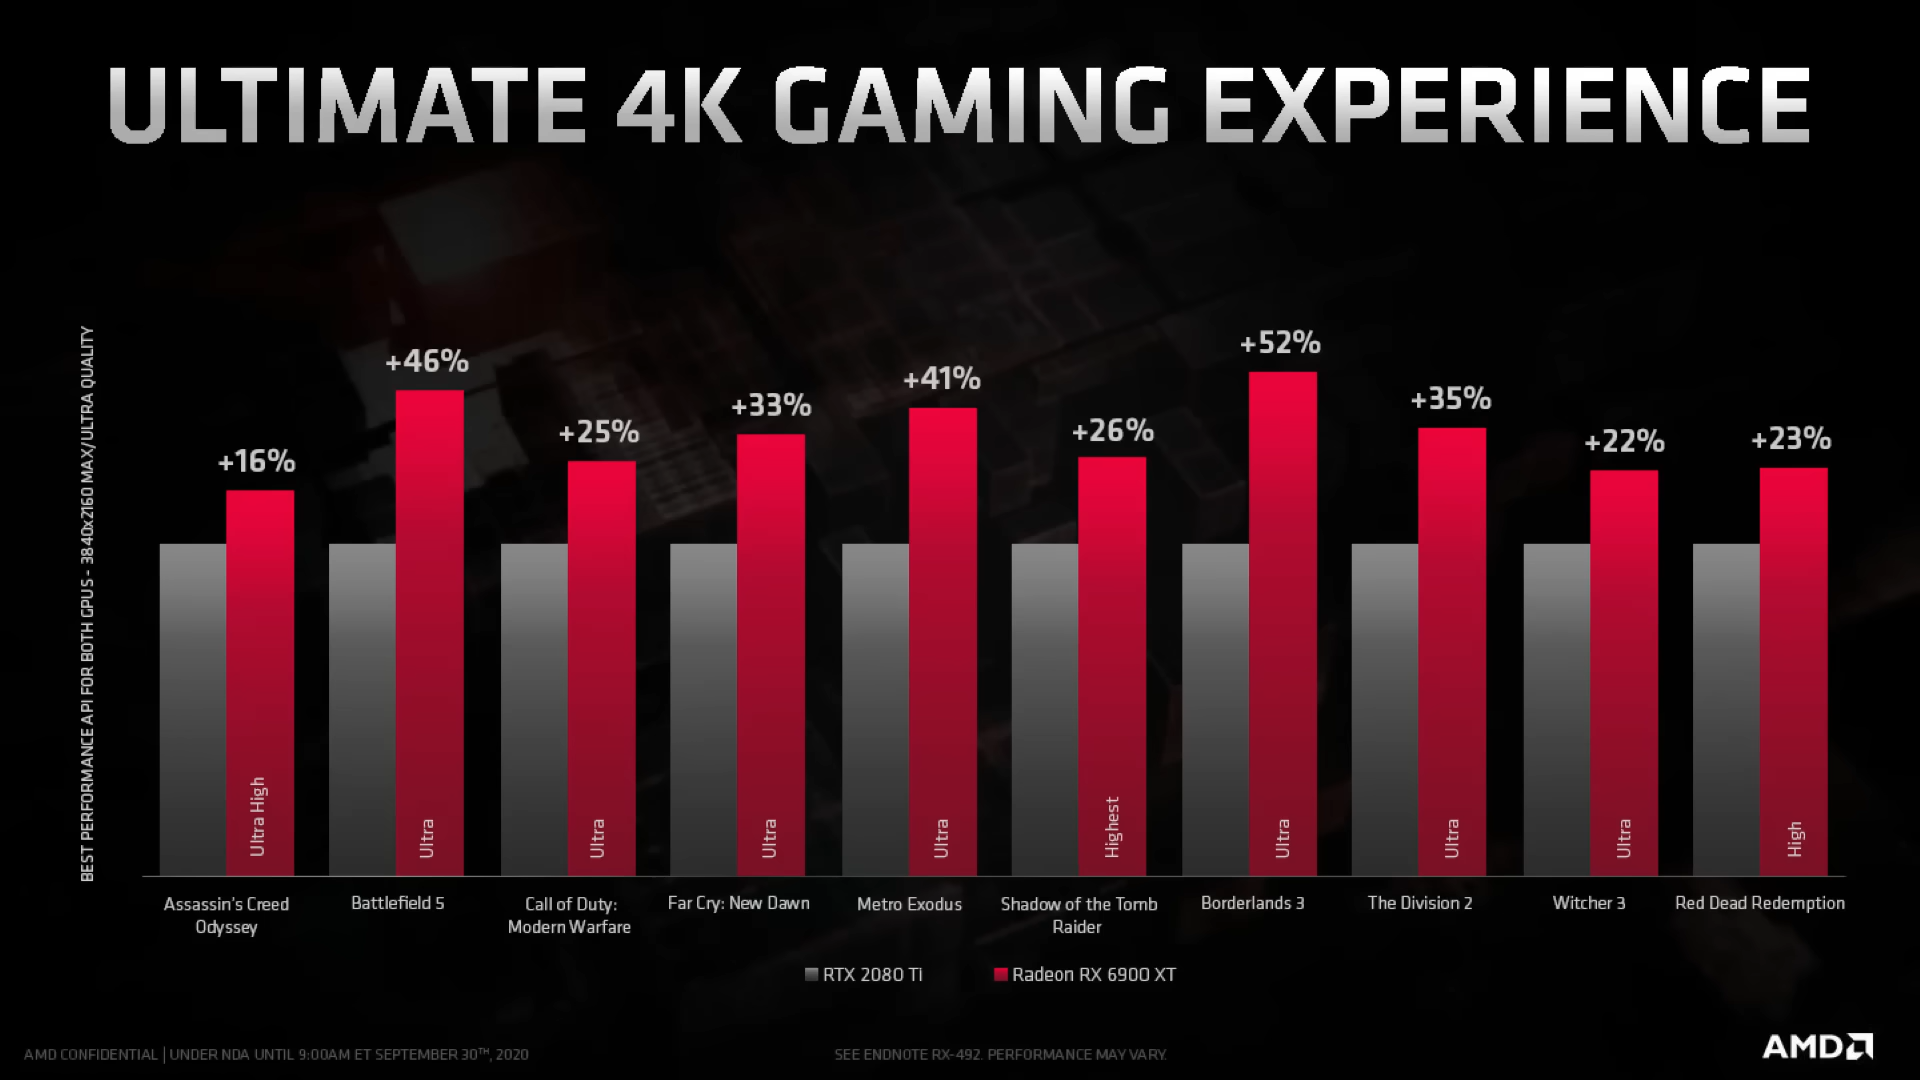 ULTIMATE 4K GAMING EXPERIENCE
BEST PERFORMANCE API FOR BOTH GPUS - 3840x2160 MAX/ULTRA QUALITY
+16%
+46%
+25%
+33%
+41%
+26%
+52%
+35%
+22%
+23%
Ultra High
Ultra
Ultra
Ultra
Ultra
Highest
Ultra
Ultra
Ultra
High
Assassin's Creed
Odyssey
Battlefield 5
Call of Duty:
Modern Warfare
Far Cry: New Dawn
Metro Exodus
Shadow of the Tomb
Raider
Borderlands 3
The Division 2
Witcher 3
Red Dead Redemption
RTX 2080 Ti
Radeon RX 6900 XT
AMD CONFIDENTIAL | UNDER NDA UNTIL 9:00AM ET SEPTEMBER 30TH, 2020
SEE ENDNOTE RX-492. PERFORMANCE MAY VARY.
AMD